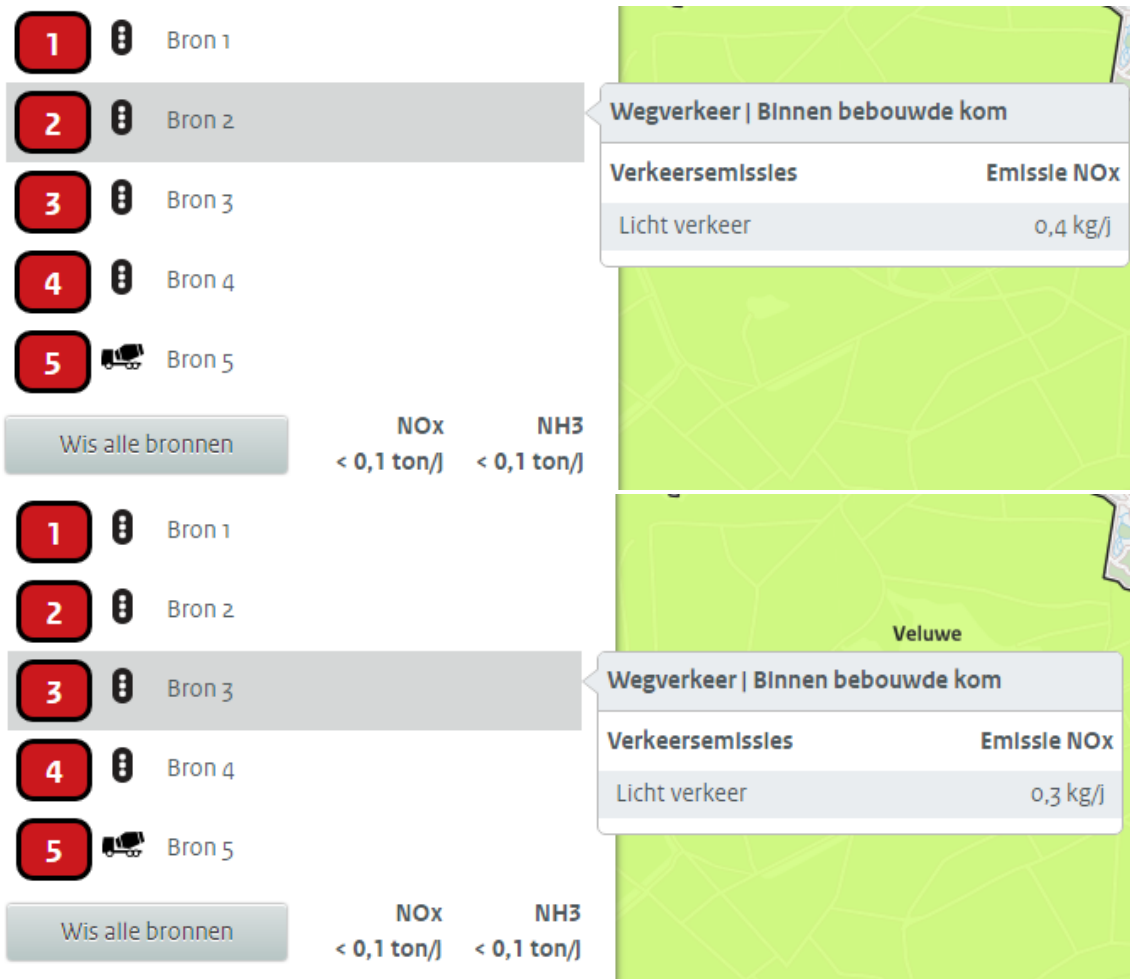 1 Bron 1
2 Bron 2
Wegverkeer | Binnen bebouwde kom
Verkeersemissies Emissie NOx
3 Bron 3
Licht verkeer 0,4 kg/j
4 Bron 4
5 Bron 5
NOx NH3
Wis alle bronnen
< 0,1 ton/j < 0,1 ton/j
1 Bron 1
2 Bron 2
Veluwe
3 Bron 3
Wegverkeer | Binnen bebouwde kom
Verkeersemissies Emissie NOx
4 Bron 4
Licht verkeer 0,3 kg/j
5 Bron 5
NOx NH3
Wis alle bronnen
< 0,1 ton/j < 0,1 ton/j